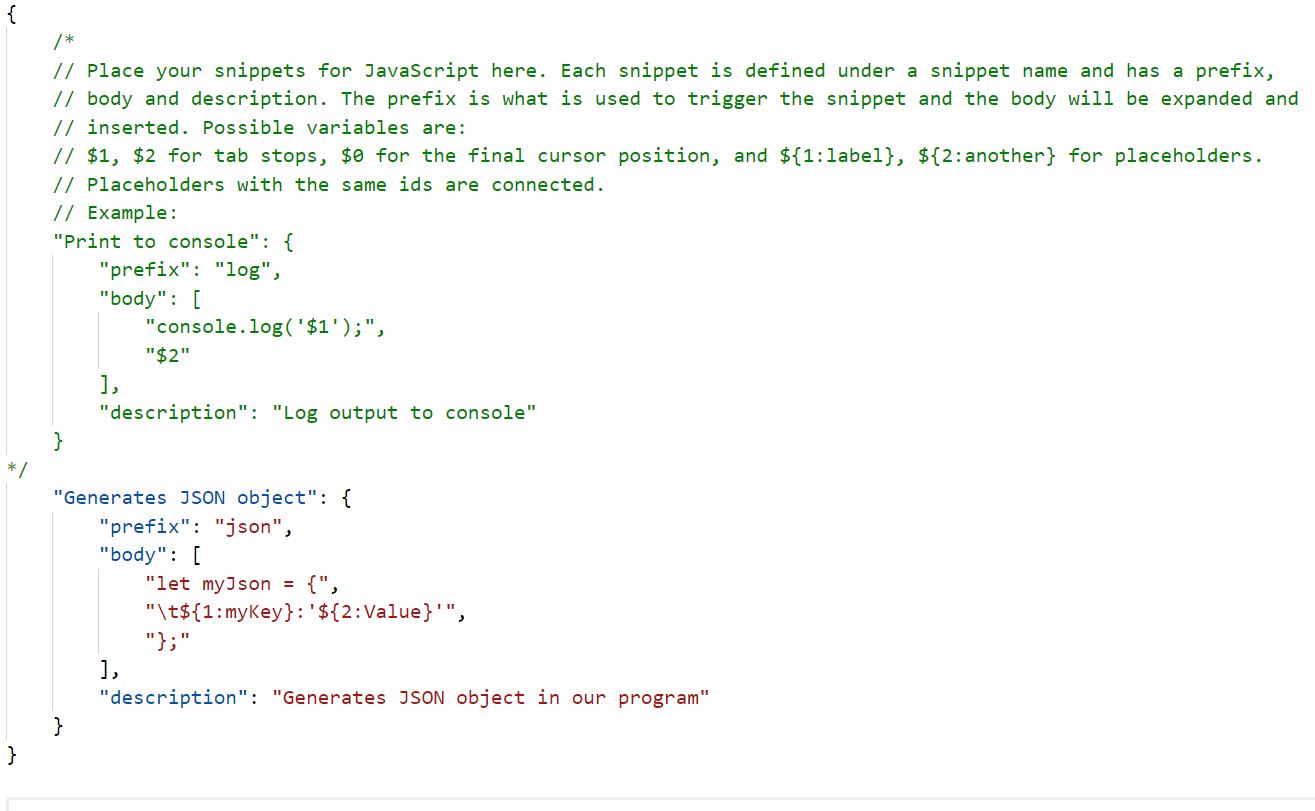 {
    /*
    // Place your snippets for JavaScript here. Each snippet is defined under a snippet name and has a prefix,
    // body and description. The prefix is what is used to trigger the snippet and the body will be expanded and
    // inserted. Possible variables are:
    // $1, $2 for tab stops, $0 for the final cursor position, and ${1:label}, ${2:another} for placeholders.
    // Placeholders with the same ids are connected.
    // Example:
    "Print to console": {
        "prefix": "log",
        "body": [
            "console.log('$1');",
            "$2"
        ],
        "description": "Log output to console"
    }
*/
    "Generates JSON object": {
        "prefix": "json",
        "body": [
            "let myJson = {",
            "\t${1:myKey}:'${2:Value}'",
            "};"
        ],
        "description": "Generates JSON object in our program"
    }
}